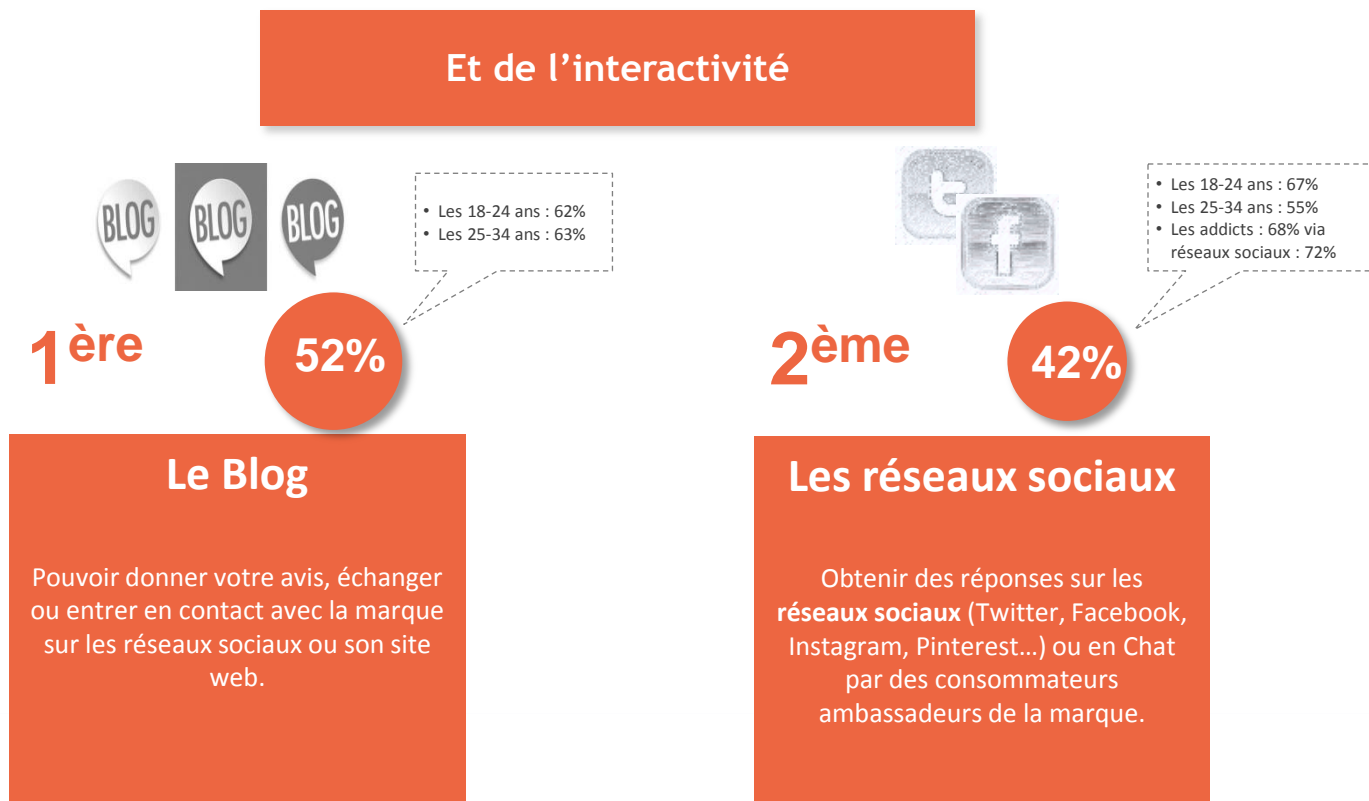 Et de l’interactivité
BLOG BLOG BLOG
• Les 18-24 ans : 62%
• Les 25-34 ans : 63%
1ère
52%
Le Blog
Pouvoir donner votre avis, échanger
ou entrer en contact avec la marque
sur les réseaux sociaux ou son site
web.
t
f
• Les 18-24 ans : 67%
• Les 25-34 ans : 55%
• Les addicts : 68% via
réseaux sociaux : 72%
2ème
42%
Les réseaux sociaux
Obtenir des réponses sur les
réseaux sociaux (Twitter, Facebook,
Instagram, Pinterest…) ou en Chat
par des consommateurs
ambassadeurs de la marque.